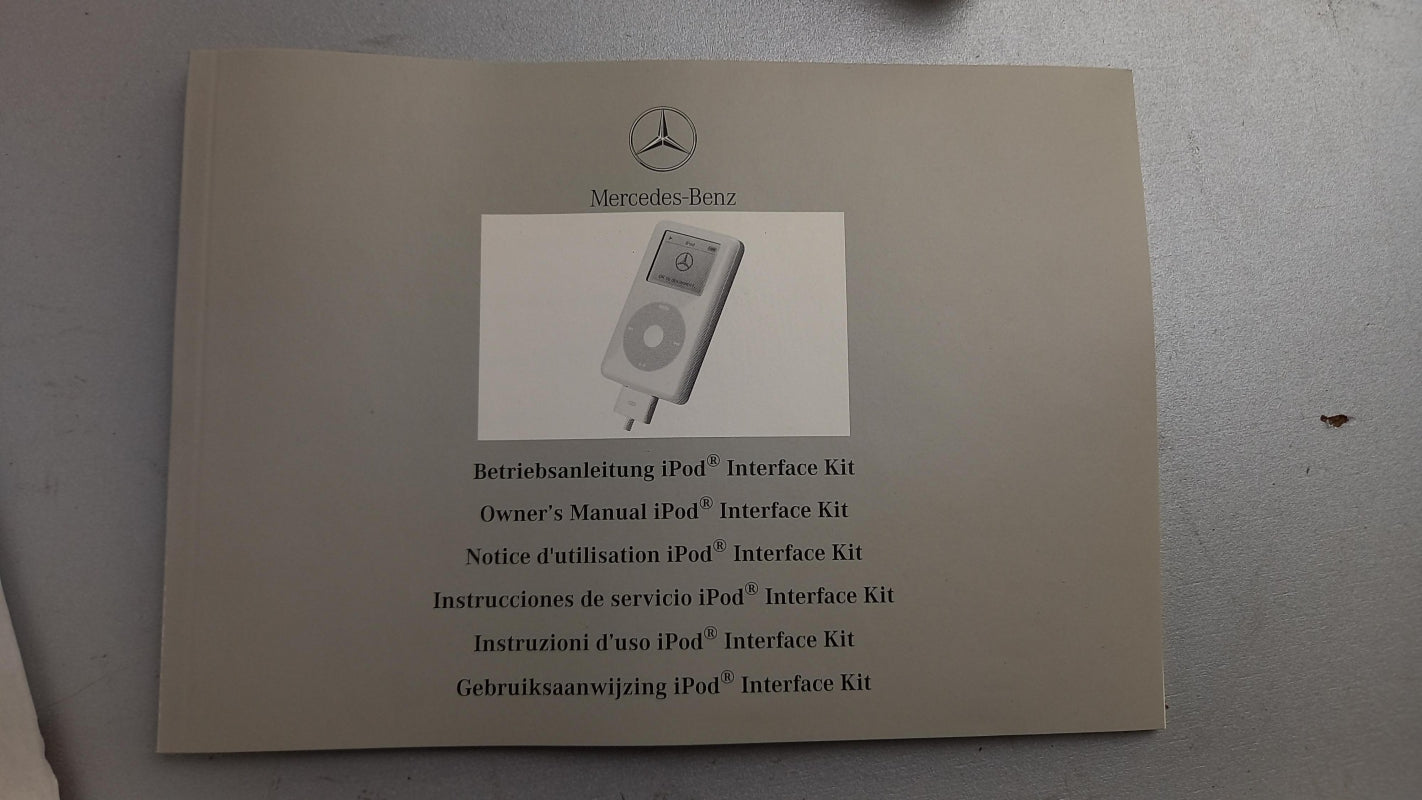 Mercedes-Benz
iPod
Betriebsanleitung iPod® Interface Kit
Owner's Manual iPod® Interface Kit
Notice d'utilisation iPod® Interface Kit
Instrucciones de servicio iPod® Interface Kit
Instruzioni d'uso iPod® Interface Kit
Gebruiksaanwijzing iPod® Interface Kit